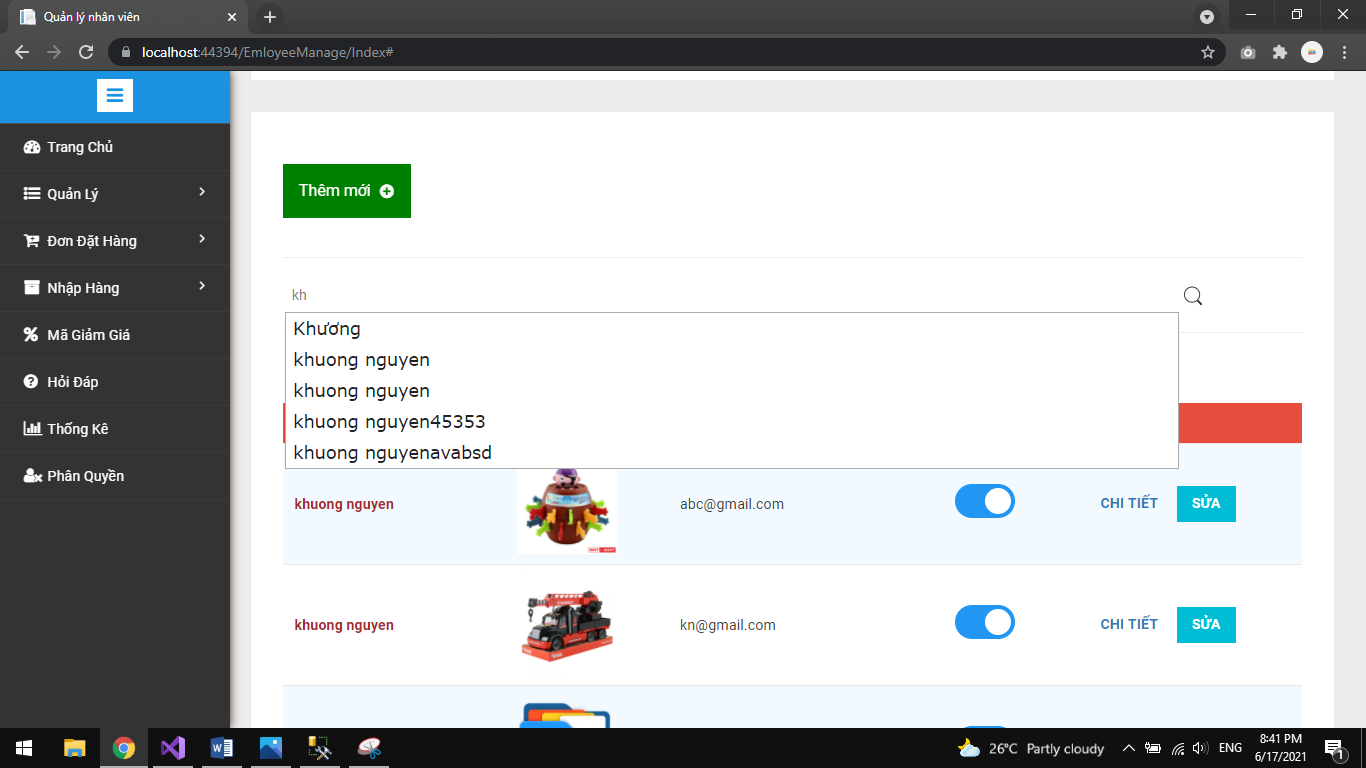 Quản lý nhân viên
localhost:44394/EmloyeeManage/Index#
Trang Chủ
Quản Lý
Đơn Đặt Hàng
Nhập Hàng
Mã Giảm Giá
Hỏi Đáp
Thống Kê
Phân Quyền
Thêm mới
kh
Khương
khuong nguyen
khuong nguyen
khuong nguyen45353
khuong nguyenavabsd
khuong nguyen abc@gmail.com CHI TIẾT SỬA
khuong nguyen kn@gmail.com CHI TIẾT SỬA
26°C Partly cloudy ENG 8:41 PM
6/17/2021 1